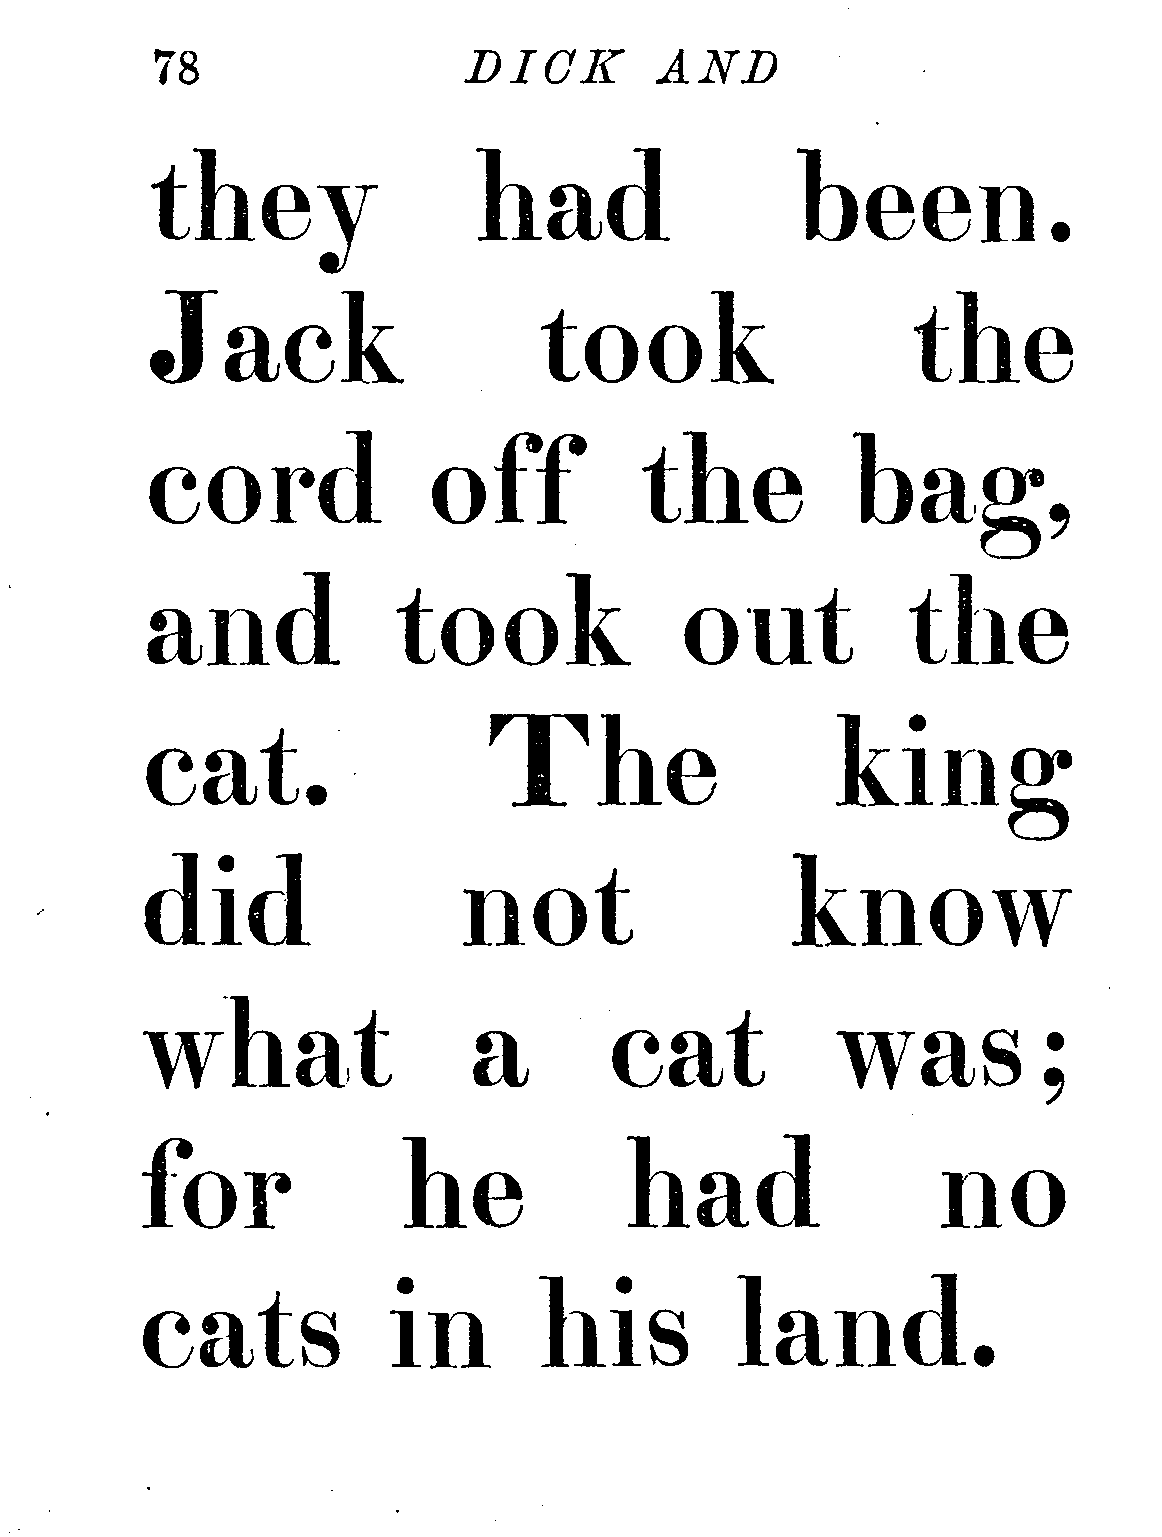 78 DICK AND
they had been.
Jack took the
cord off the bag,
and took out the
cat. The king
did not know
what a cat was;
for he had no
cats in his land.